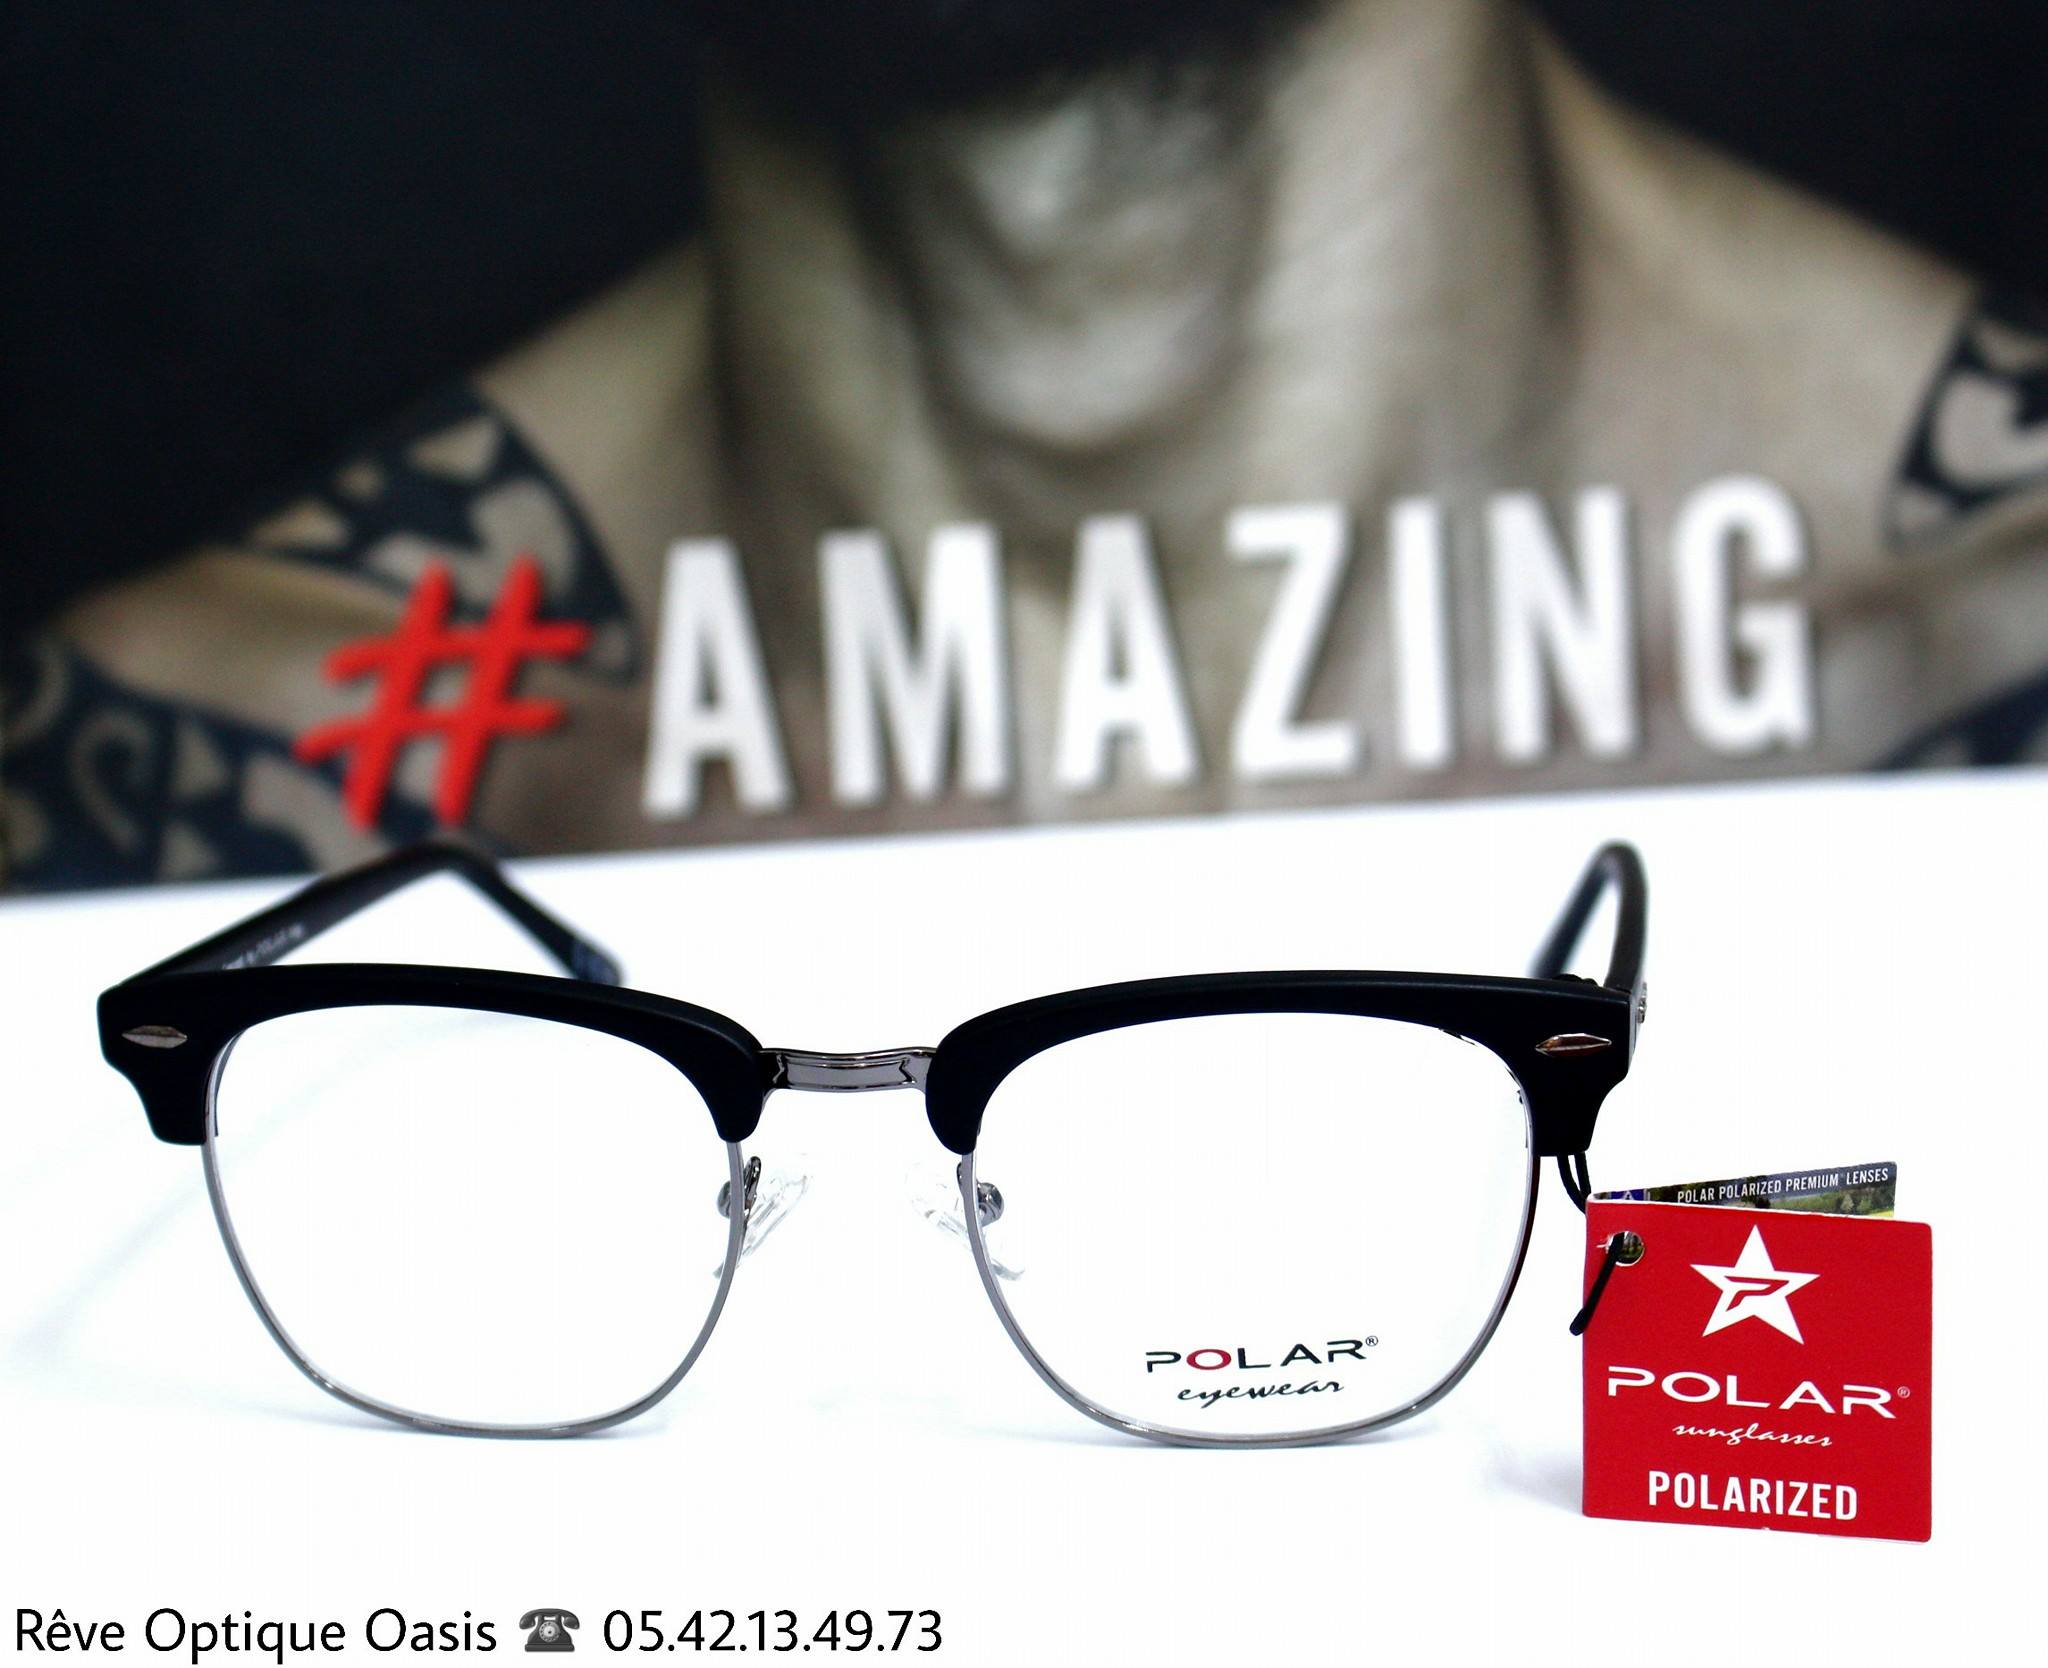 #AMAZING
POLAR®
eyewear
POLAR POLARIZED PREMIUM® LENSES
POLAR®
sunglasses
POLARIZED
Rêve Optique Oasis ☎ 05.42.13.49.73